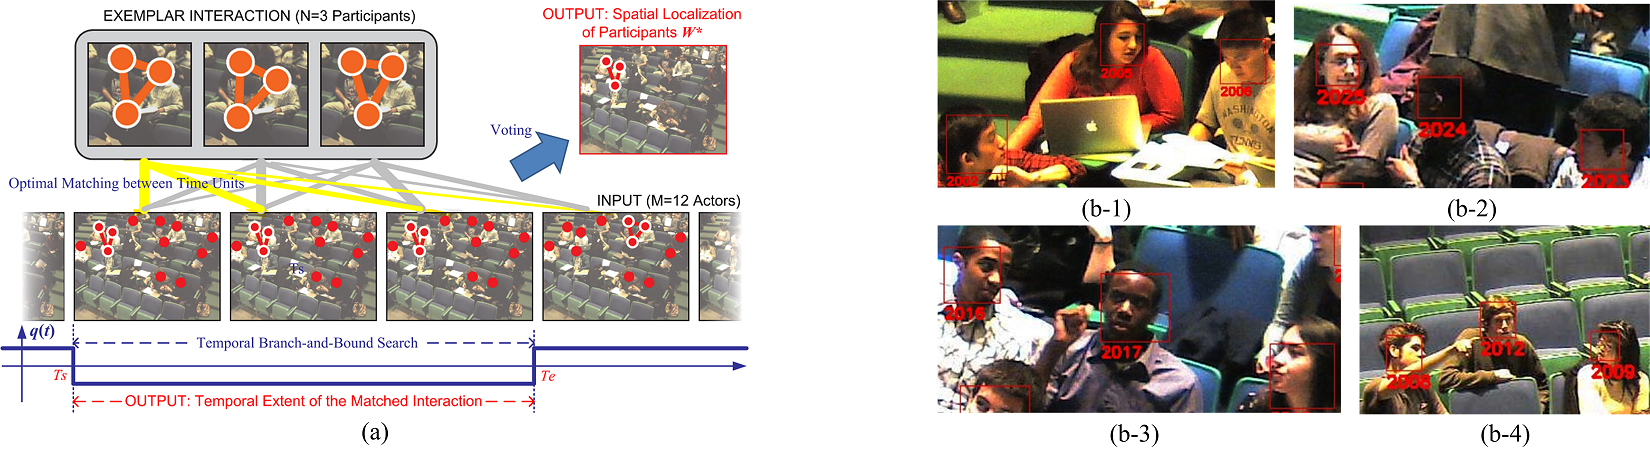 EXEMPLAR INTERACTION (N=3 Participants)
OUTPUT: Spatial Localization
of Participants W*
Voting
Optimal Matching between Time Units
INPUT (M=12 Actors)
Ts
q(t)
Temporal Branch-and-Bound Search
Ts
Te
OUTPUT: Temporal Extent of the Matched Interaction
(a)
2005
2006
2002
WASHINGTON
TENNIS
(b-1)
2025
2024
2023
(b-2)
2016
2017
(b-3)
2012
2009
(b-4)